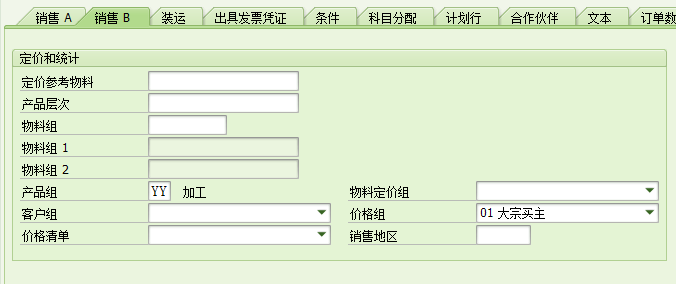 销售 A 销售 B 装运 出具发票凭证 条件 科目分配 计划行 合作伙伴 文本 订单数
定价和统计
定价参考物料
产品层次
物料组
物料组 1
物料组 2
产品组 YY 加工 物料定价组
客户组 价格组 01 大宗买主
价格清单 销售地区